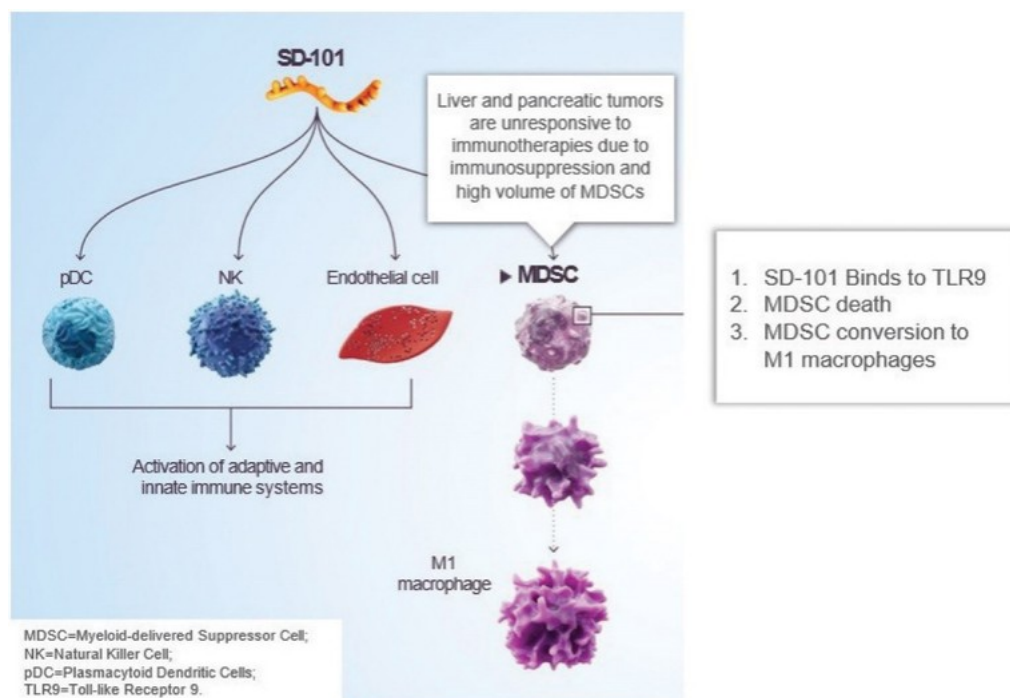 SD-101
Liver and pancreatic tumors
are unresponsive to
immunotherapies due to
immunosuppression and
high volume of MDSCs
pDC
NK
Endothelial cell
MDSC
1. SD-101 Binds to TLR9
2. MDSC death
3. MDSC conversion to
M1 macrophages
Activation of adaptive and
innate immune systems
M1
macrophage
MDSC=Myeloid-delivered Suppressor Cell;
NK=Natural Killer Cell;
pDC=Plasmacytoid Dendritic Cells;
TLR9=Toll-like Receptor 9.